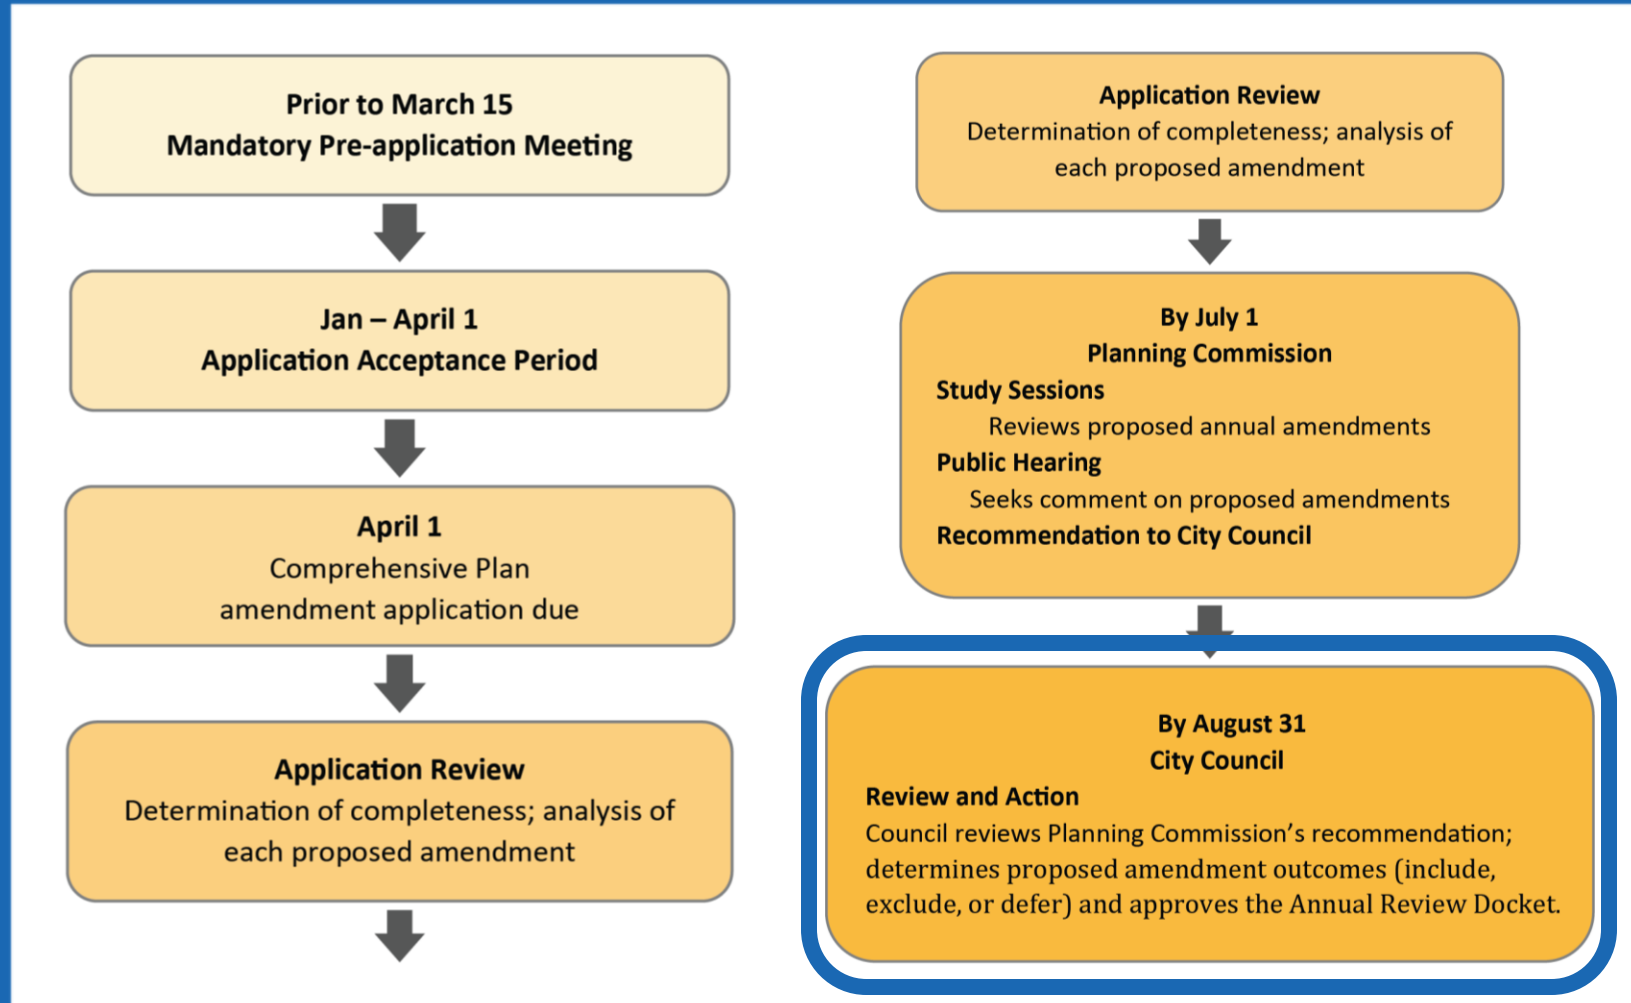 Prior to March 15
Mandatory Pre-application Meeting
Jan – April 1
Application Acceptance Period
April 1
Comprehensive Plan
amendment application due
Application Review
Determination of completeness; analysis of
each proposed amendment
Application Review
Determination of completeness; analysis of
each proposed amendment
By July 1
Planning Commission
Study Sessions
Reviews proposed annual amendments
Public Hearing
Seeks comment on proposed amendments
Recommendation to City Council
By August 31
City Council
Review and Action
Council reviews Planning Commission’s recommendation;
determines proposed amendment outcomes (include,
exclude, or defer) and approves the Annual Review Docket.